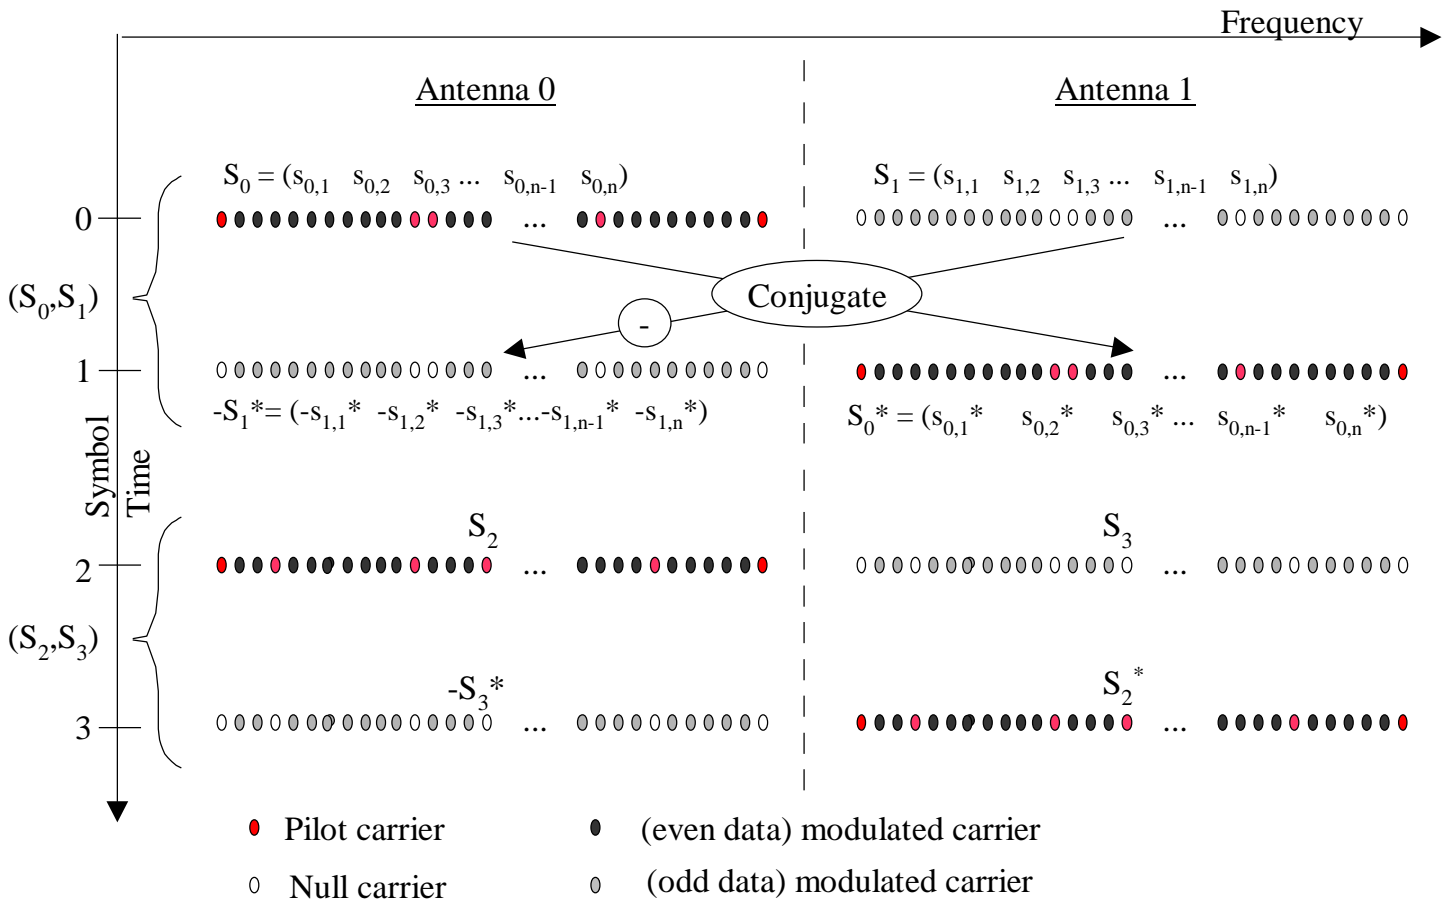 Frequency
Antenna 0
Antenna 1
S0 = (s0,1 s0,2 s0,3 ... s0,n-1 s0,n)
S1 = (s1,1 s1,2 s1,3 ... s1,n-1 s1,n)
0
...
...
(S0,S1)
Conjugate
-
1
...
...
-S1*= (-s1,1* -s1,2* -s1,3*...-s1,n-1* -s1,n*)
S0* = (s0,1* s0,2* s0,3* ... s0,n-1* s0,n*)
Symbol
Time
S2
S3
2
...
...
(S2,S3)
-S3*
S2*
3
...
...
Pilot carrier
(even data) modulated carrier
Null carrier
(odd data) modulated carrier